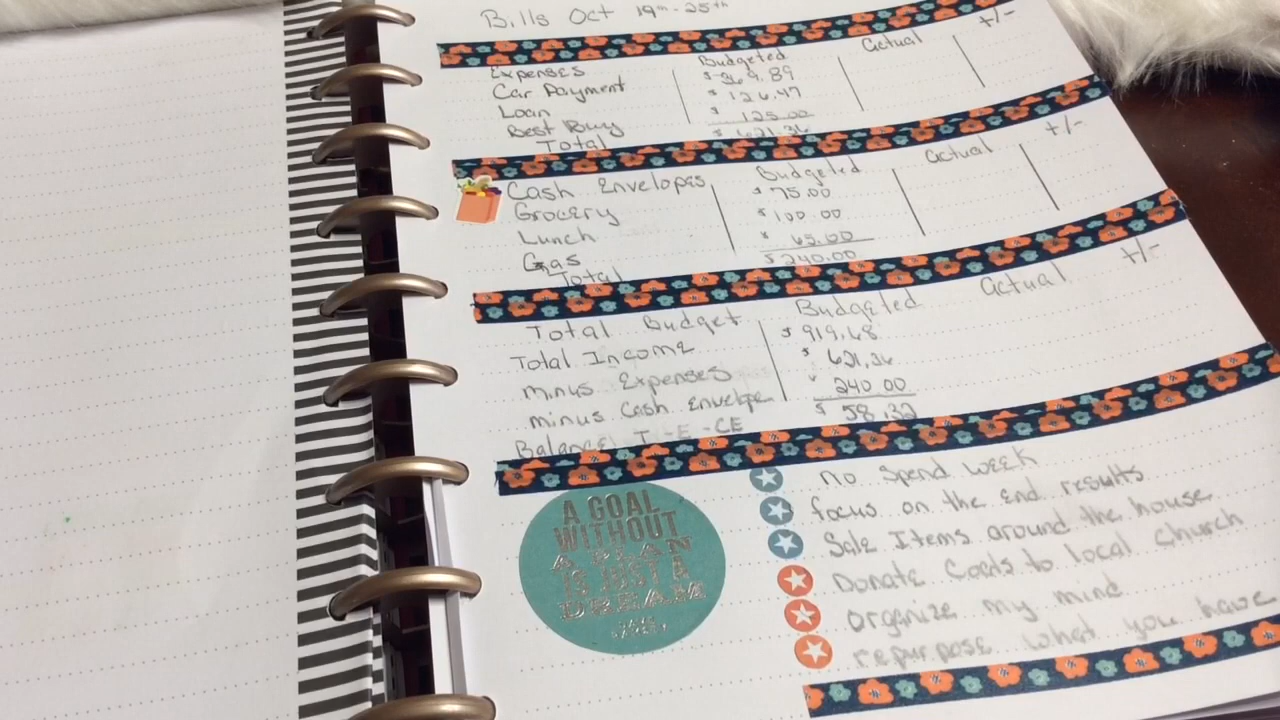 Bills Oct 19th-25th
Expenses Budgeted Actual +/-
Car Payment $ 369.89
Loan $ 126.47
Best Buy $ 125.00
Total $ 621.36
Cash Envelopes Budgeted Actual +/-
Grocery $ 75.00
Lunch $ 100.00
Gas $ 65.00
Total $ 240.00
Total Budget Budgeted Actual +/-
Total Income $ 919.68
minus Expenses $ 621.36
minus Cash Envelope 240.00
Balance I-E-CE $ 58.32
A GOAL
WITHOUT
A PLAN
IS JUST A
DREAM
No Spend week
focus on the End results
Sale Items around the house
Donate Coats to local Church
Organize my mind
repurpose what you have